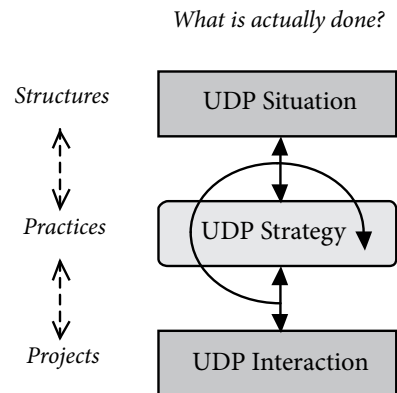 What is actually done?
Structures
UDP Situation
Practices
UDP Strategy
Projects
UDP Interaction